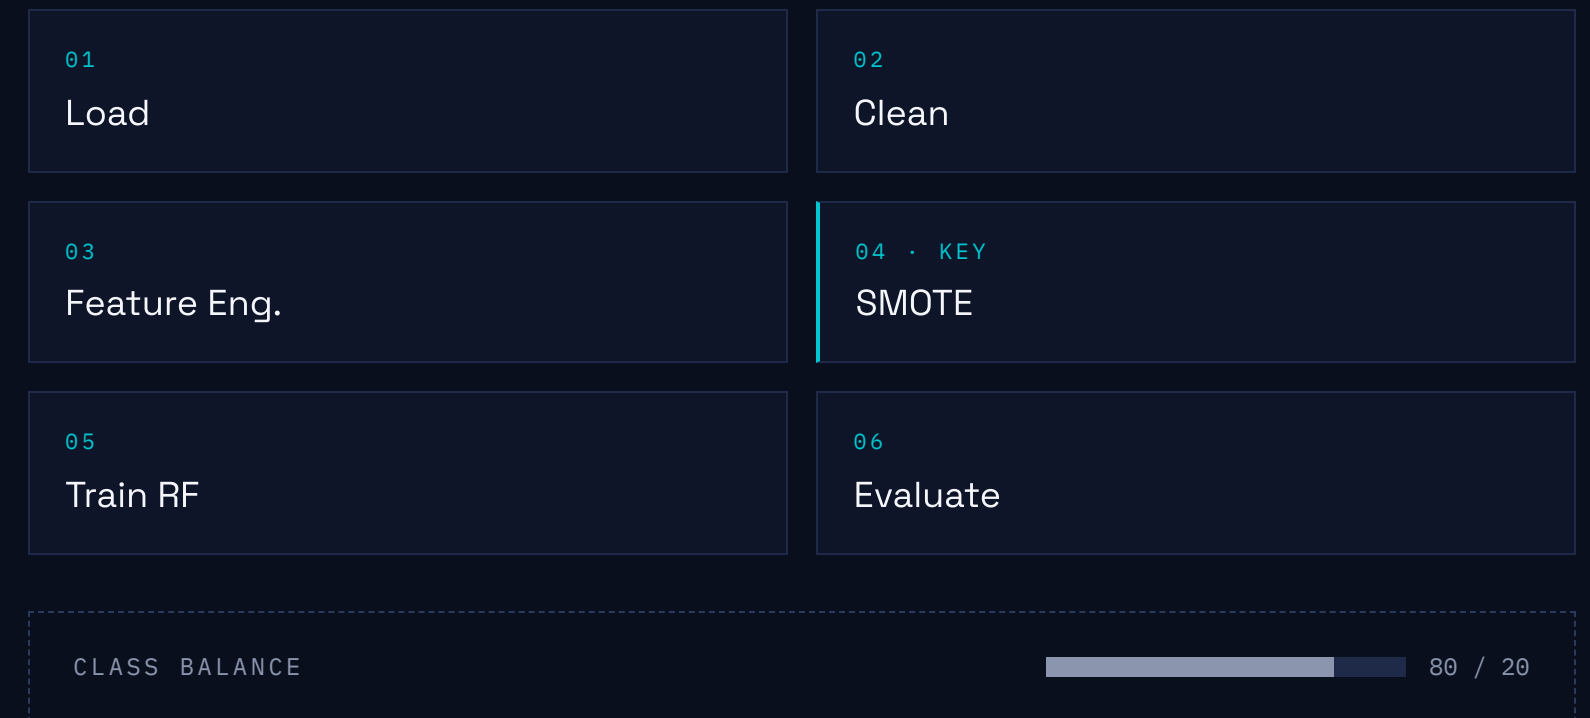 01
Load
02
Clean
03
Feature Eng.
04 · KEY
SMOTE
05
Train RF
06
Evaluate
CLASS BALANCE
80 / 20